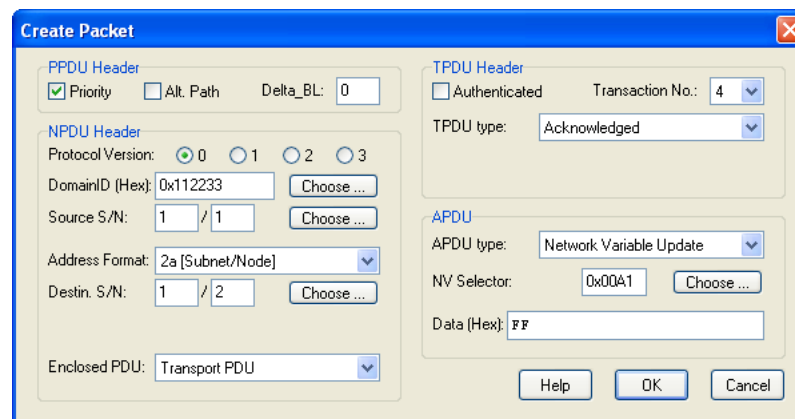 Create Packet
PPDU Header
Priority
Alt. Path
Delta_BL: 0
NPDU Header
Protocol Version: 0 1 2 3
DomainID (Hex): 0x112233 Choose ...
Source S/N: 1 / 1 Choose ...
Address Format: 2a [Subnet/Node]
Destin. S/N: 1 / 2 Choose ...
Enclosed PDU: Transport PDU
TPDU Header
Authenticated
Transaction No.: 4
TPDU type: Acknowledged
APDU
APDU type: Network Variable Update
NV Selector: 0x00A1 Choose ...
Data (Hex): FF
Help OK Cancel